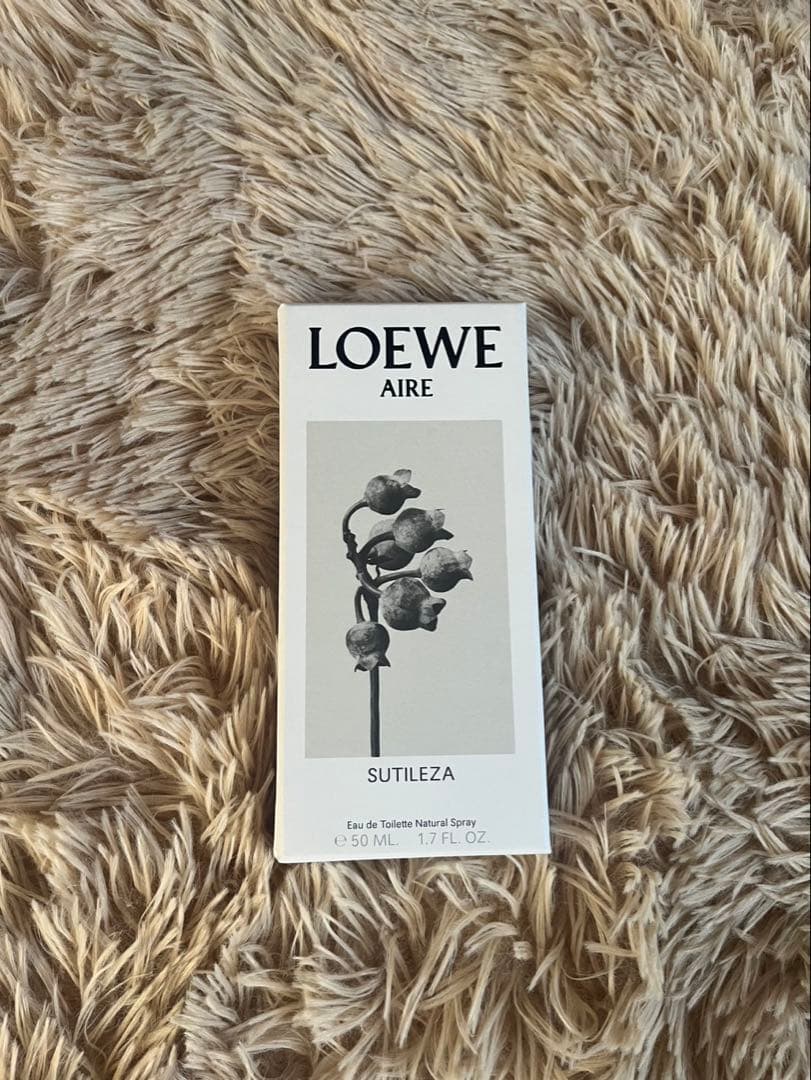 LOEWE
AIRE
SUTILEZA
Eau de Toilette Natural Spray
℮ 50 ML. 1.7 FL. OZ.